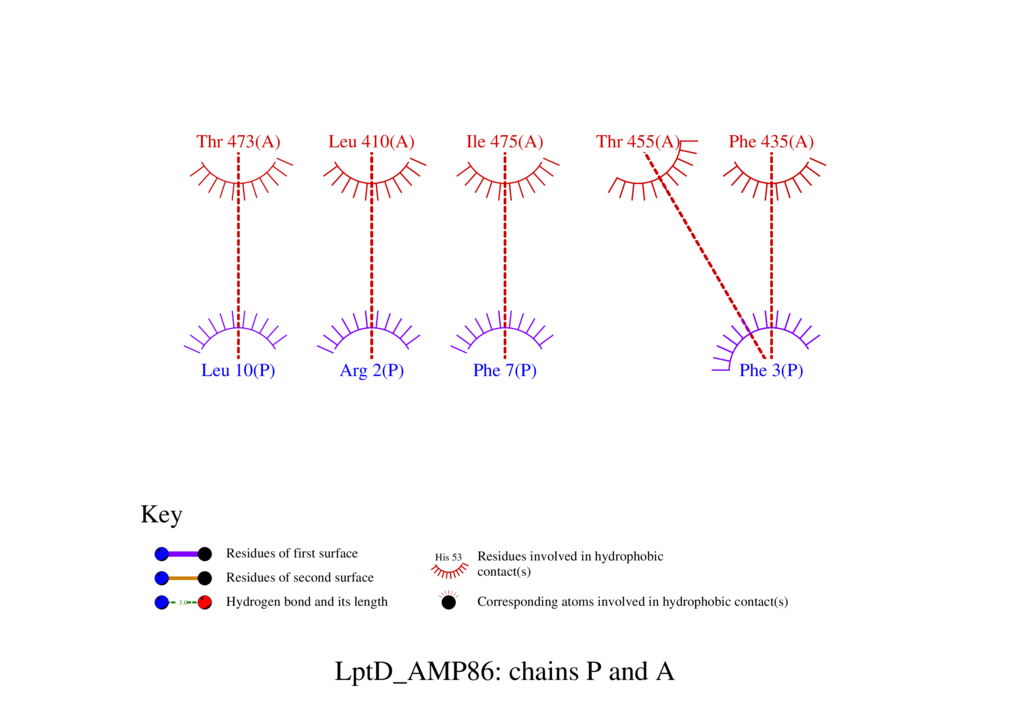 Thr 473(A) Leu 410(A) Ile 475(A) Thr 455(A) Phe 435(A)
Leu 10(P) Arg 2(P) Phe 7(P) Phe 3(P)
Key
Residues of first surface
Residues of second surface
3.0
Hydrogen bond and its length
His 53
Residues involved in hydrophobic
contact(s)
Corresponding atoms involved in hydrophobic contact(s)
LptD_AMP86: chains P and A